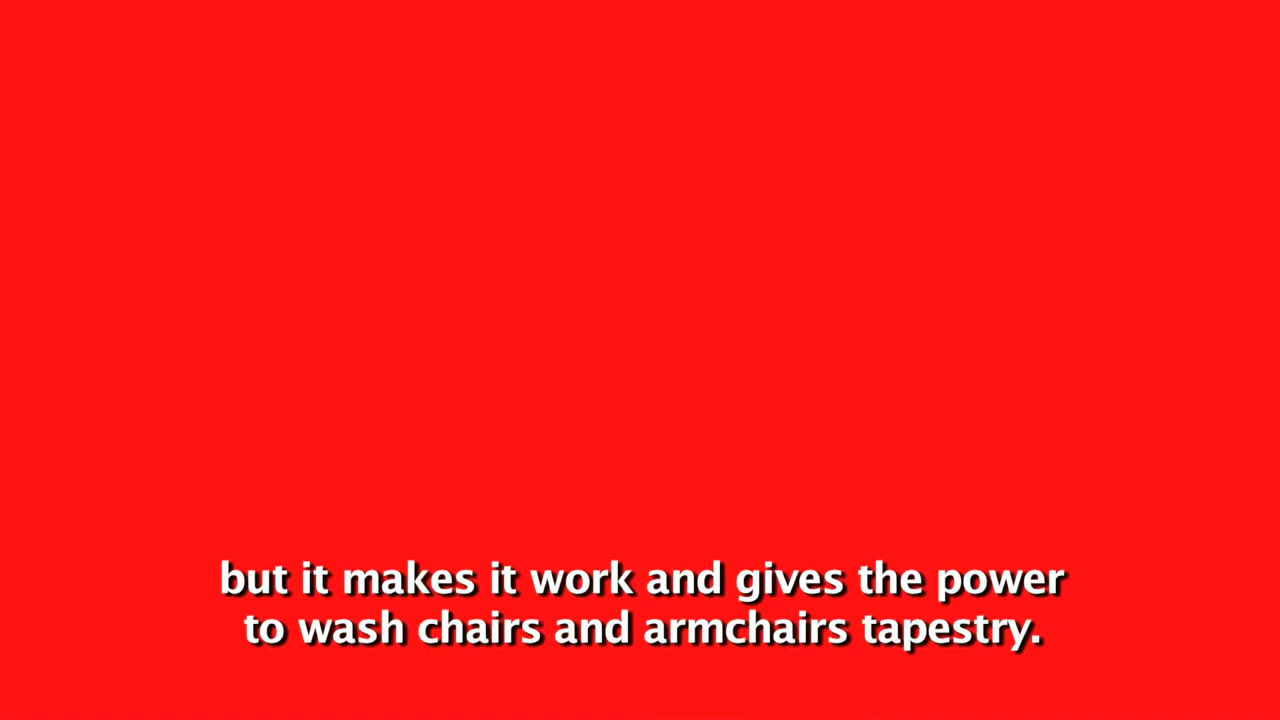 but it makes it work and gives the power
to wash chairs and armchairs tapestry.